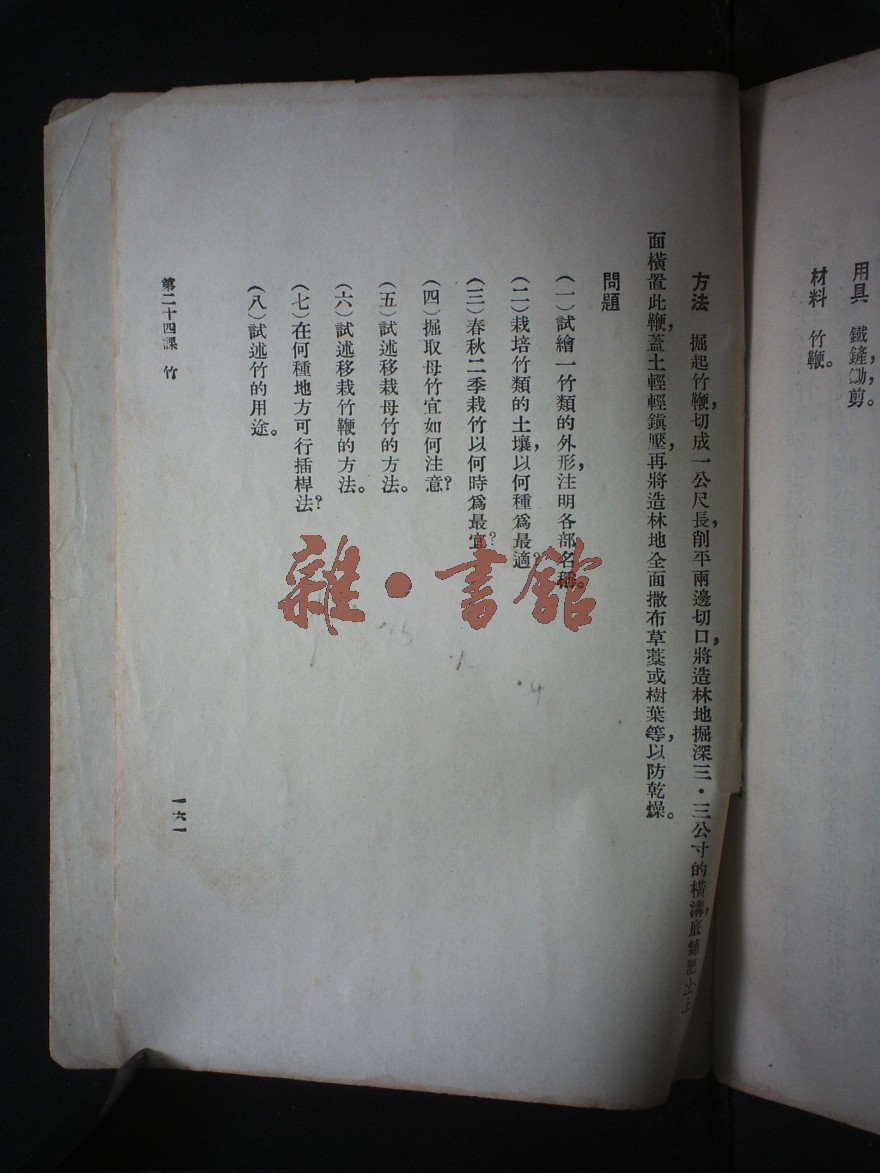 用具　鐵鏟,鋤,剪。
材料　竹鞭。
方法　掘起竹鞭,切成一公尺長,削平兩邊切口,將造林地掘深三·三公寸的橫溝,底舖肥土,上
面橫置此鞭,蓋土輕輕鎮壓,再將造林地全面撒布草藁或樹葉等,以防乾燥。
問題
(一)試繪一竹類的外形,注明各部名稱。
(二)栽培竹類的土壤,以何種爲最適?
(三)春秋二季栽竹以何時爲最宜?
(四)掘取母竹宜如何注意?
(五)試述移栽母竹的方法。
(六)試述移栽竹鞭的方法。
(七)在何種地方可行插桿法?
(八)試述竹的用途。
第二十四課　竹
一六一
雜·書館